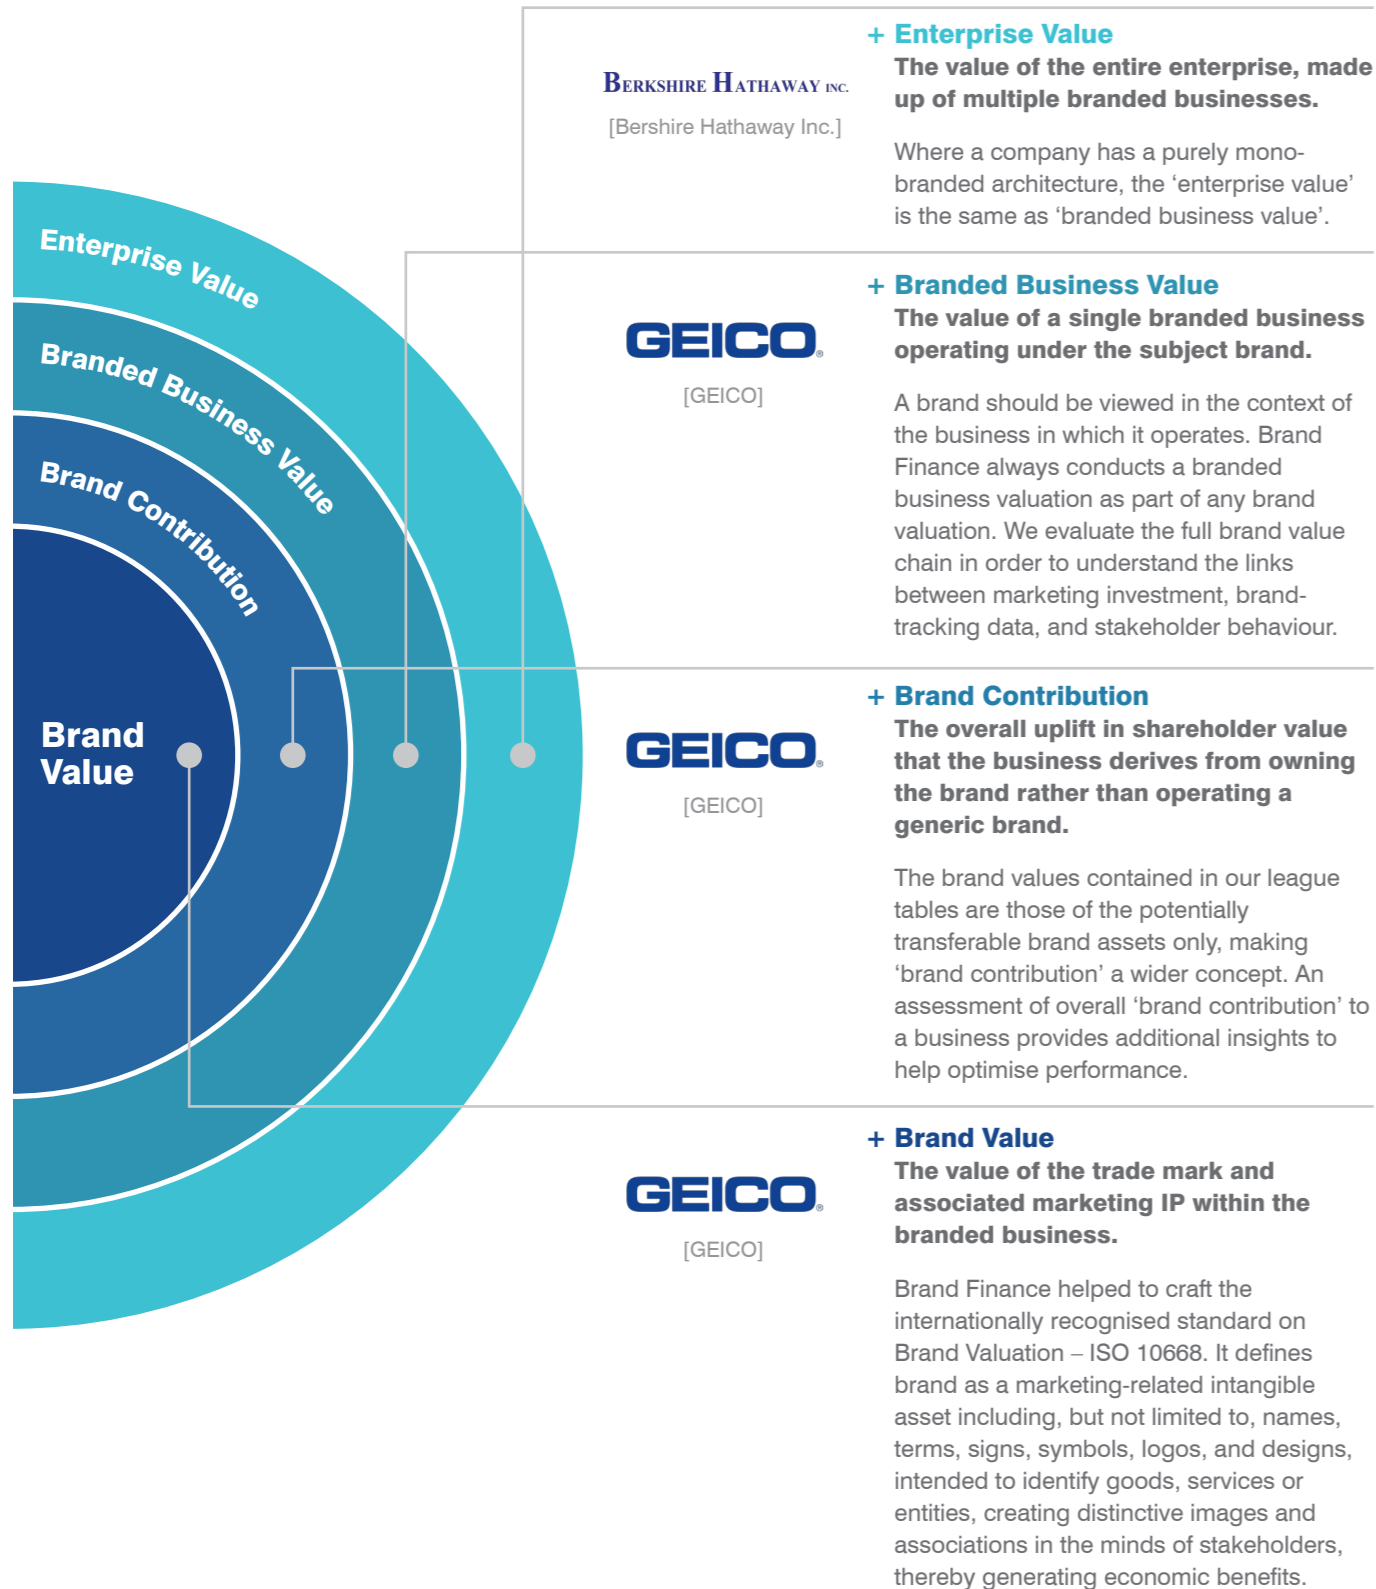 + Enterprise Value
The value of the entire enterprise, made
up of multiple branded businesses.
BERKSHIRE HATHAWAY INC.
[Bershire Hathaway Inc.]
Where a company has a purely mono-
branded architecture, the ‘enterprise value’
is the same as ‘branded business value’.
Enterprise Value
Branded Business Value
Brand Contribution
Brand
Value
+ Branded Business Value
The value of a single branded business
operating under the subject brand.
GEICO®
[GEICO]
A brand should be viewed in the context of
the business in which it operates. Brand
Finance always conducts a branded
business valuation as part of any brand
valuation. We evaluate the full brand value
chain in order to understand the links
between marketing investment, brand-
tracking data, and stakeholder behaviour.
+ Brand Contribution
The overall uplift in shareholder value
that the business derives from owning
the brand rather than operating a
generic brand.
GEICO®
[GEICO]
The brand values contained in our league
tables are those of the potentially
transferable brand assets only, making
‘brand contribution’ a wider concept. An
assessment of overall ‘brand contribution’ to
a business provides additional insights to
help optimise performance.
+ Brand Value
The value of the trade mark and
associated marketing IP within the
branded business.
GEICO®
[GEICO]
Brand Finance helped to craft the
internationally recognised standard on
Brand Valuation – ISO 10668. It defines
brand as a marketing-related intangible
asset including, but not limited to, names,
terms, signs, symbols, logos, and designs,
intended to identify goods, services or
entities, creating distinctive images and
associations in the minds of stakeholders,
thereby generating economic benefits.